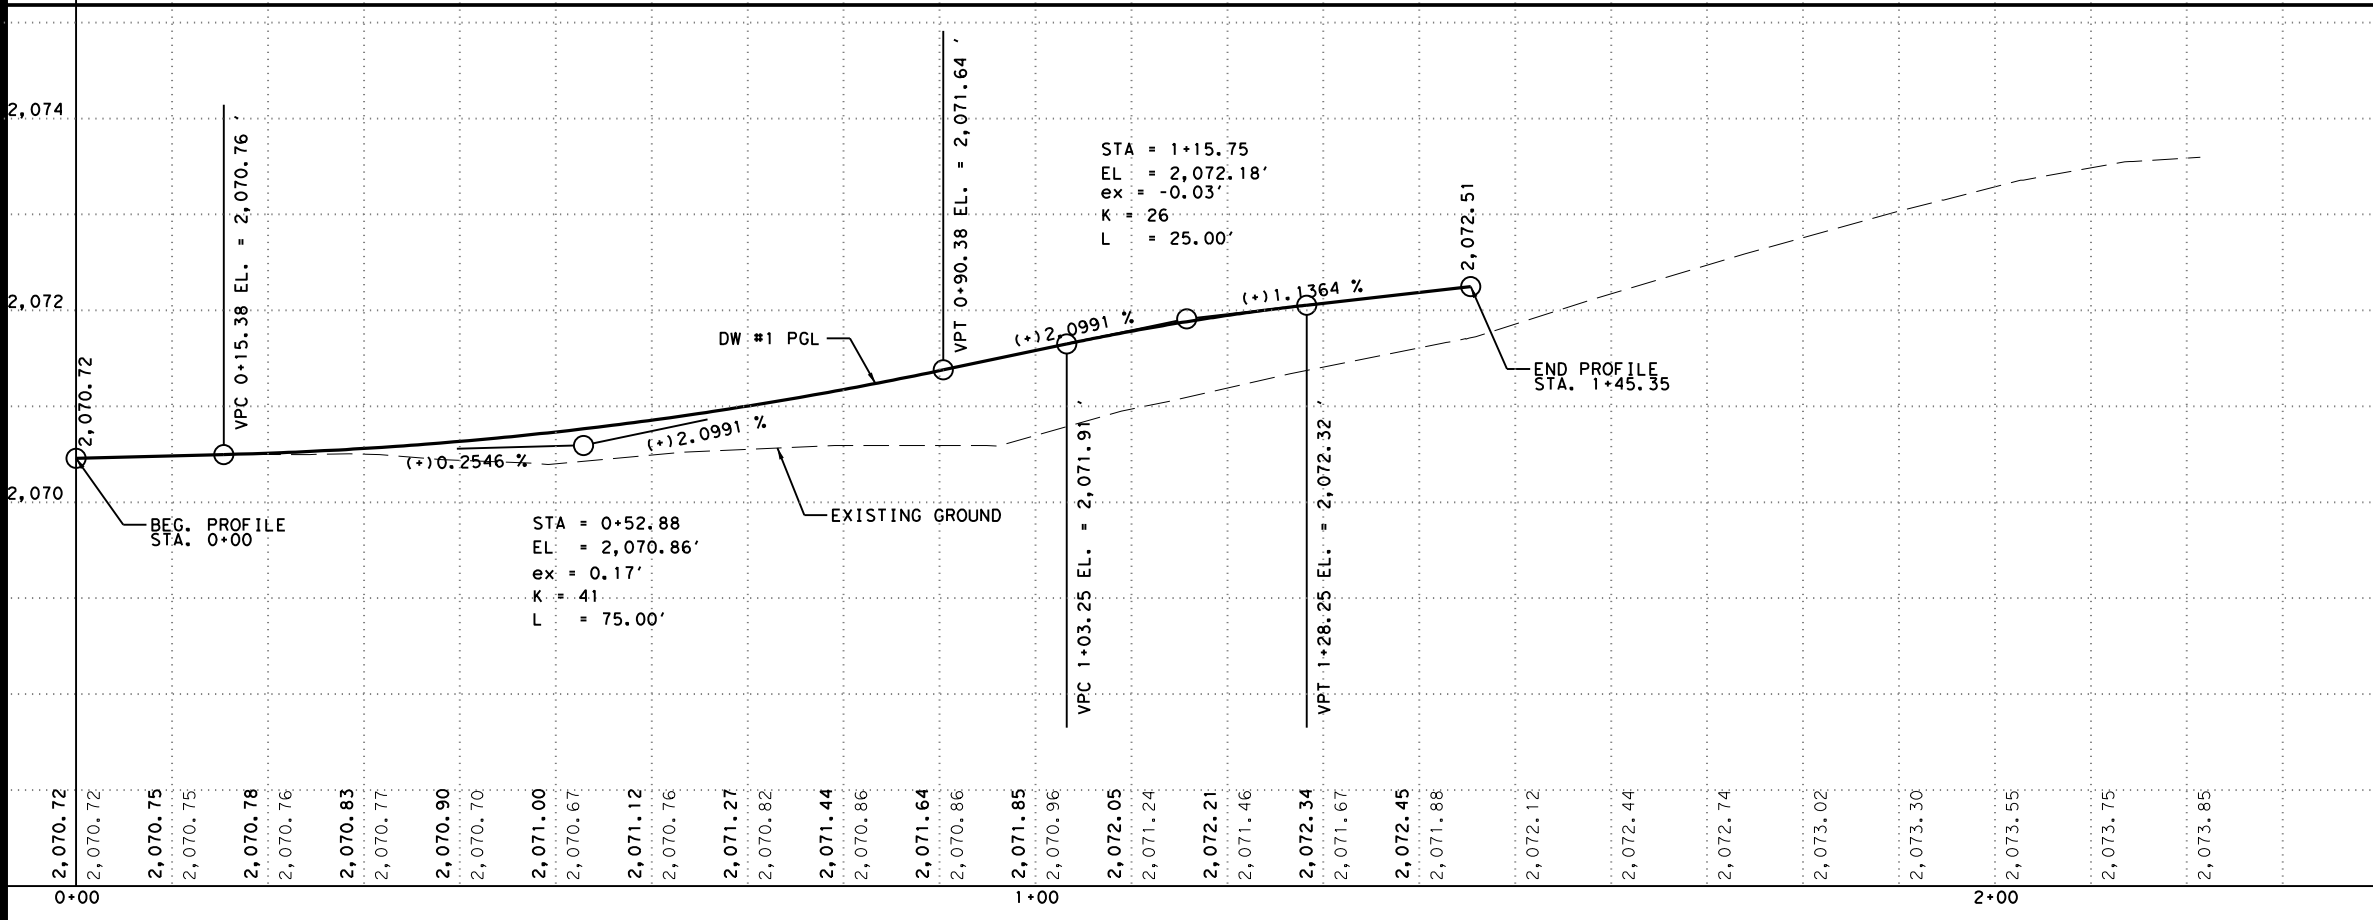 2,074
2,072
2,070
2,070.72
VPC 0+15.38 EL. = 2,070.76 '
VPT 0+90.38 EL. = 2,071.64 '
STA = 1+15.75
EL = 2,072.18'
ex = -0.03'
K = 26
L = 25.00'
2,072.51
(+)1.1364 %
(+)2.0991 %
DW #1 PGL
END PROFILE
STA. 1+45.35
(+)2.0991 %
(+)0.2546 %
BEG. PROFILE
STA. 0+00
EXISTING GROUND
STA = 0+52.88
EL = 2,070.86'
ex = 0.17'
K = 41
L = 75.00'
VPC 1+03.25 EL. = 2,071.91 '
VPT 1+28.25 EL. = 2,072.32 '
2,070.72
2,070.72
2,070.75
2,070.75
2,070.78
2,070.76
2,070.83
2,070.77
2,070.90
2,070.70
2,071.00
2,070.67
2,071.12
2,070.76
2,071.27
2,070.82
2,071.44
2,070.86
2,071.64
2,070.86
2,071.85
2,070.96
2,072.05
2,071.24
2,072.21
2,071.46
2,072.34
2,071.67
2,072.45
2,071.88
2,072.12
2,072.44
2,072.74
2,073.02
2,073.30
2,073.55
2,073.75
2,073.85
0+00
1+00
2+00